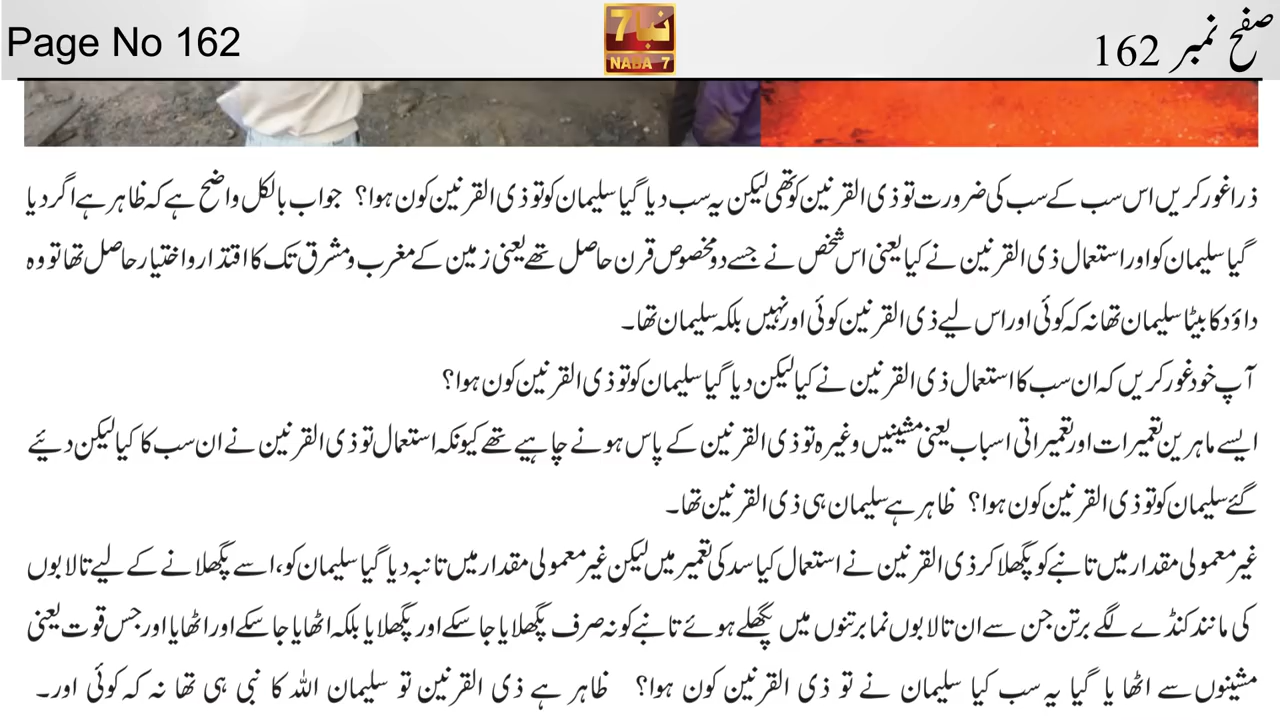 Page No 162
نبا 7
NABA 7
صفحہ نمبر 162
ذرا غور کریں اس سب کے سب کی ضرورت تو ذی القرنین کو تھی لیکن یہ سب دیا گیا سلیمان کو تو ذی القرنین کون ہوا؟ جواب بالکل واضح ہے کہ ظاہر ہے اگر دیا
گیا سلیمان کو اور استعمال ذی القرنین نے کیا یعنی اس شخص نے جسے دو مخصوص قرن حاصل تھے یعنی زمین کے مغرب و مشرق تک کا اقتدار و اختیار حاصل تھا تو وہ
داؤد کا بیٹا سلیمان تھا نہ کہ کوئی اور اس لیے ذی القرنین کوئی اور نہیں بلکہ سلیمان تھا۔
آپ خود غور کریں کہ ان سب کا استعمال ذی القرنین نے کیا لیکن دیا گیا سلیمان کو تو ذی القرنین کون ہوا؟
ایسے ماہرین تعمیرات اور تعمیراتی اسباب یعنی مشینیں وغیرہ تو ذی القرنین کے پاس ہونے چاہیے تھے کیونکہ استعمال تو ذی القرنین نے ان سب کا کیا لیکن دئیے
گئے سلیمان کو تو ذی القرنین کون ہوا؟ ظاہر ہے سلیمان ہی ذی القرنین تھا۔
غیر معمولی مقدار میں تانبے کو پگھلا کر ذی القرنین نے استعمال کیا سد کی تعمیر میں لیکن غیر معمولی مقدار میں تانبہ دیا گیا سلیمان کو، اسے پگھلانے کے لیے تالابوں
کی مانند کنڈے لگے برتن جن سے ان تالابوں نما برتنوں میں پگھلے ہوئے تانبے کو نہ صرف پگھلایا جا سکے اور پگھلایا بلکہ اٹھایا جا سکے اور اٹھایا اور جس قوت یعنی
مشینوں سے اٹھا یا گیا یہ سب کیا سلیمان نے تو ذی القرنین کون ہوا؟ ظاہر ہے ذی القرنین تو سلیمان اللہ کا نبی ہی تھا نہ کہ کوئی اور۔